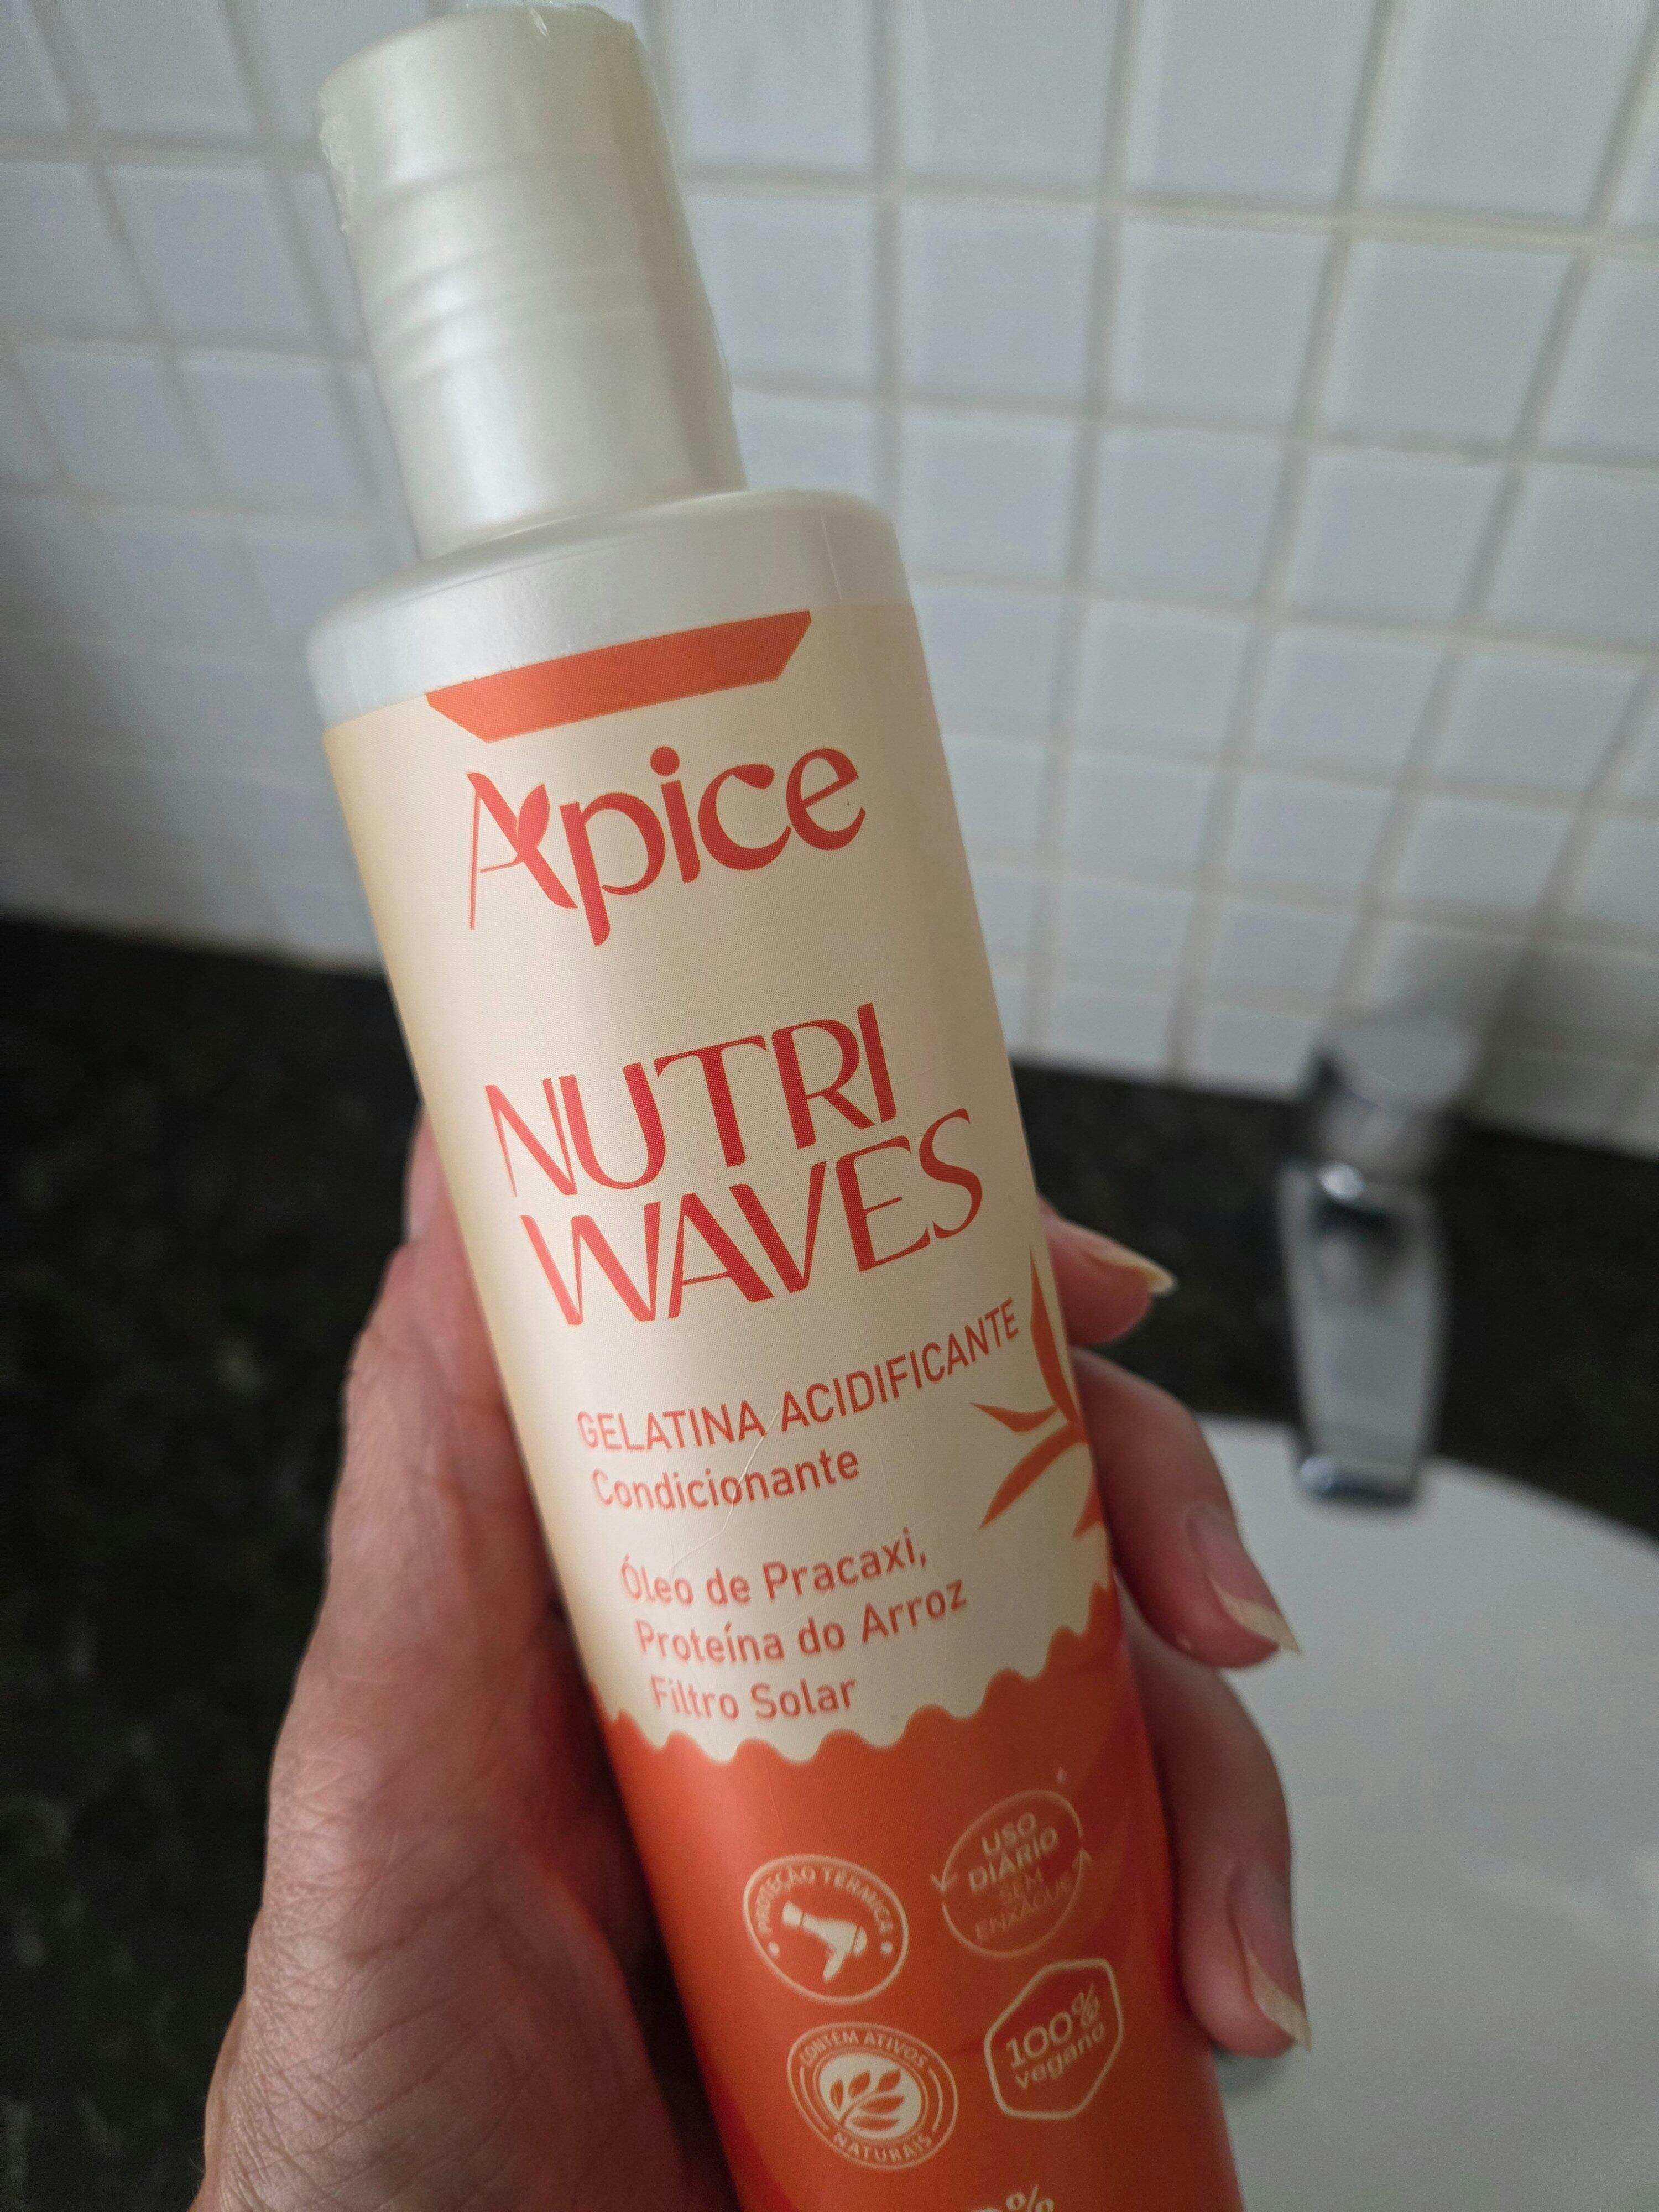 Apice
NUTRI
WAVES
GELATINA ACIDIFICANTE
Condicionante
Óleo de Pracaxi,
Proteína do Arroz
Filtro Solar
PROTEÇÃO TÉRMICA
USO
DIÁRIO
SEM
ENXÁGUE
CONTÉM ATIVOS
NATURAIS
100%
vegano
%